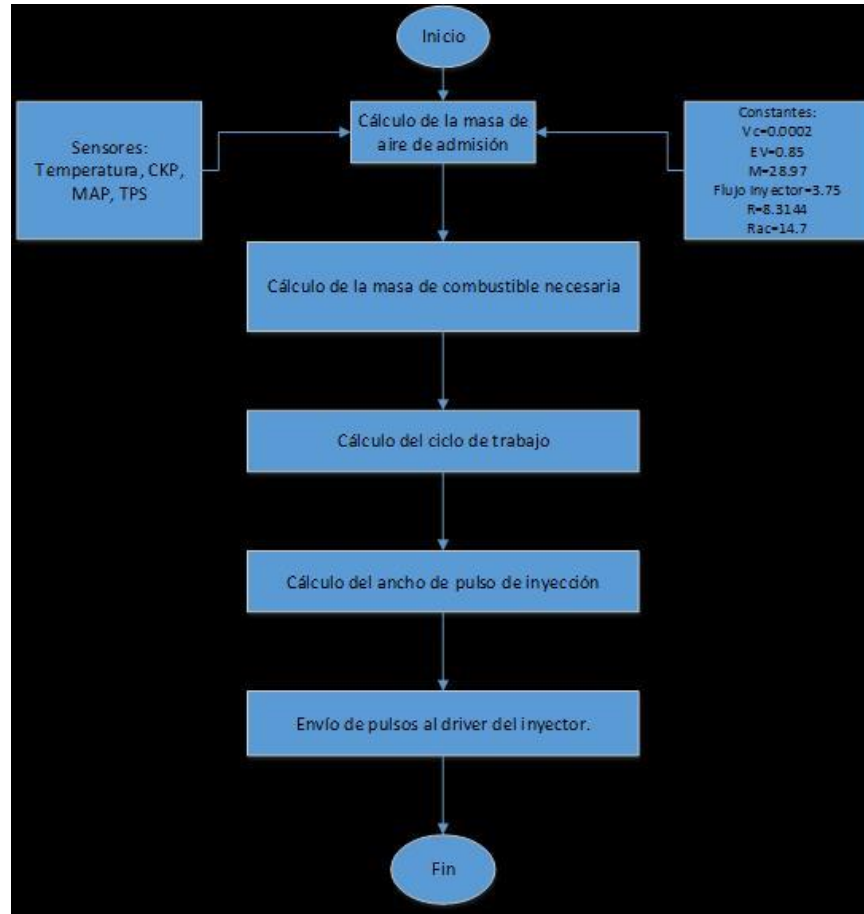 Inicio
Sensores:
Temperatura, CKP,
MAP, TPS
Cálculo de la masa de
aire de admisión
Constantes:
Vc=0.0002
EV=0.85
M=28.97
Flujo Inyector=3.75
R=8.3144
Rac=14.7
Cálculo de la masa de combustible necesaria
Cálculo del ciclo de trabajo
Cálculo del ancho de pulso de inyección
Envío de pulsos al driver del inyector.
Fin